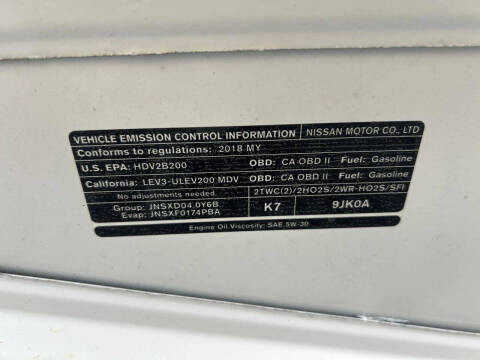 VEHICLE EMISSION CONTROL INFORMATION NISSAN MOTOR CO., LTD
Conforms to regulations: 2018 MY
U.S. EPA: HDV2B200 OBD: CA OBD II Fuel: Gasoline
California: LEV3-ULEV200 MDV OBD: CA OBD II Fuel: Gasoline
No adjustments needed. 2TWC(2)/2HO2S/2WR-HO2S/SFI
Group: JNSXD04.0Y6B K7 9JK0A
Evap: JNSXF0174PBA
Engine Oil Viscosity: SAE 5W-30